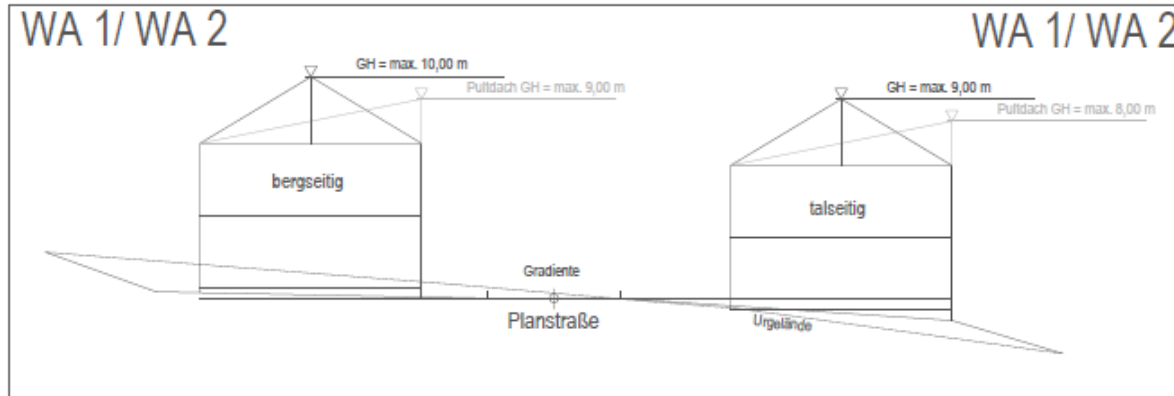 WA 1/ WA 2
WA 1/ WA 2
GH = max. 10,00 m
Pultdach GH = max. 9,00 m
GH = max. 9,00 m
Pultdach GH = max. 8,00 m
bergseitig
talseitig
Gradiente
Planstraße
Urgelände